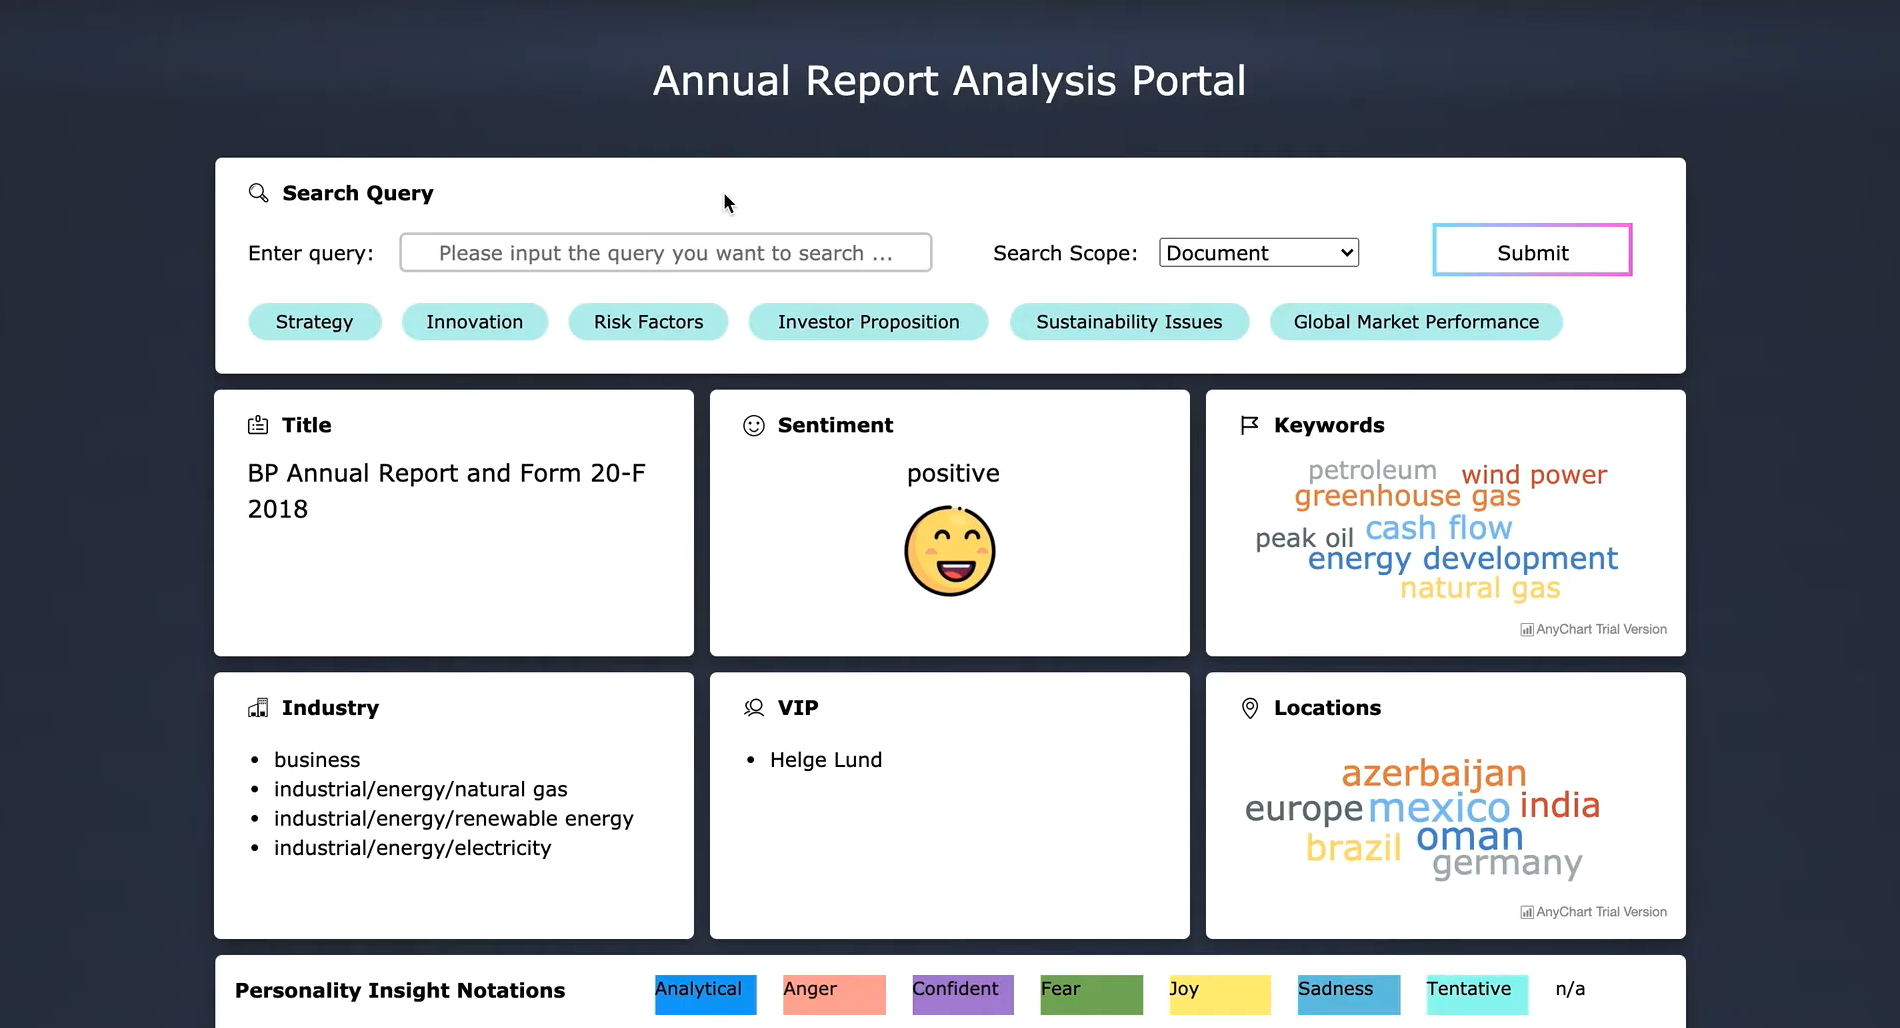 Annual Report Analysis Portal
Search Query
Enter query: Please input the query you want to search ... Search Scope: Document Submit
Strategy Innovation Risk Factors Investor Proposition Sustainability Issues Global Market Performance
Title
BP Annual Report and Form 20-F
2018
Sentiment
positive
Keywords
petroleum wind power
greenhouse gas
peak oil cash flow
energy development
natural gas
AnyChart Trial Version
Industry
business
industrial/energy/natural gas
industrial/energy/renewable energy
industrial/energy/electricity
VIP
Helge Lund
Locations
azerbaijan
europe mexico india
brazil oman
germany
AnyChart Trial Version
Personality Insight Notations Analytical Anger Confident Fear Joy Sadness Tentative n/a